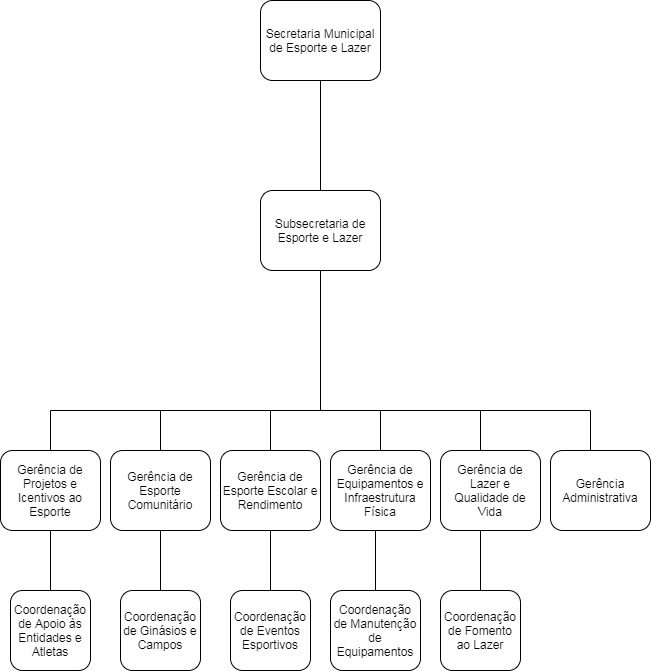 Secretaria Municipal
de Esporte e Lazer
Subsecretaria de
Esporte e Lazer
Gerência de
Projetos e
Icentivos ao
Esporte
Gerência de
Esporte
Comunitário
Gerência de
Esporte Escolar e
Rendimento
Gerência de
Equipamentos e
Infraestrutura
Física
Gerência de
Lazer e
Qualidade de
Vida
Gerência
Administrativa
Coordenação
de Apoio às
Entidades e
Atletas
Coordenação
de Ginásios e
Campos
Coordenação
de Eventos
Esportivos
Coordenação
de Manutenção
de
Equipamentos
Coordenação
de Fomento
ao Lazer